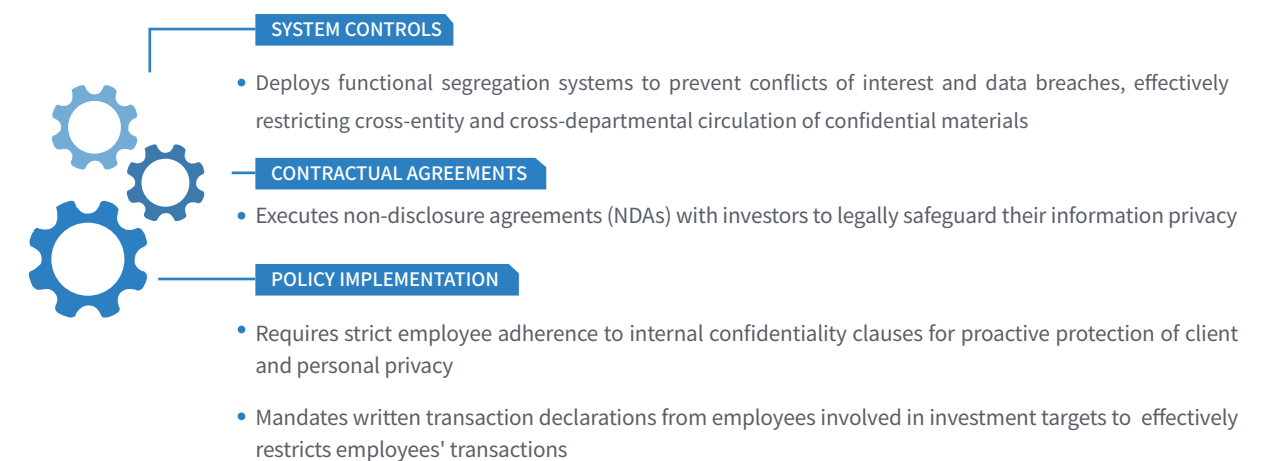 SYSTEM CONTROLS
• Deploys functional segregation systems to prevent conflicts of interest and data breaches, effectively
restricting cross-entity and cross-departmental circulation of confidential materials
CONTRACTUAL AGREEMENTS
• Executes non-disclosure agreements (NDAs) with investors to legally safeguard their information privacy
POLICY IMPLEMENTATION
• Requires strict employee adherence to internal confidentiality clauses for proactive protection of client
and personal privacy
• Mandates written transaction declarations from employees involved in investment targets to effectively
restricts employees' transactions